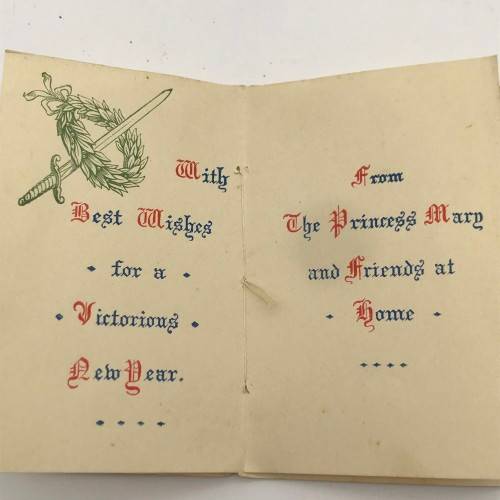 With
Best Wishes
for a
Victorious
New Year.
From
The Princess Mary
and Friends at
Home